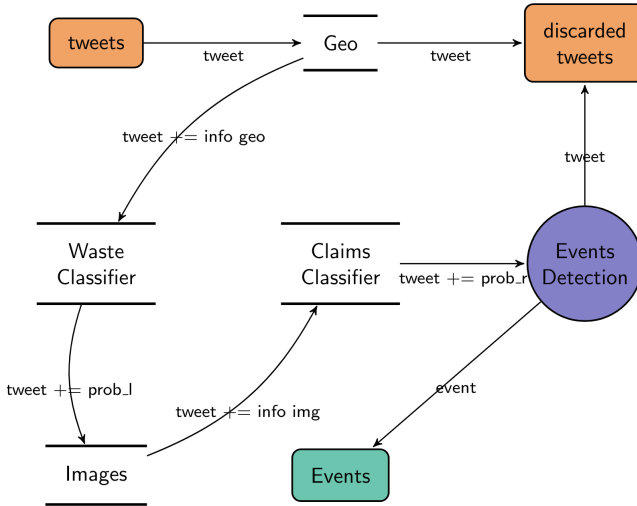 tweets
tweet
Geo
tweet
discarded
tweets
tweet += info geo
tweet
Waste
Classifier
Claims
Classifier
tweet += prob_r
Events
Detection
tweet += prob_l
tweet += info img
event
Images
Events